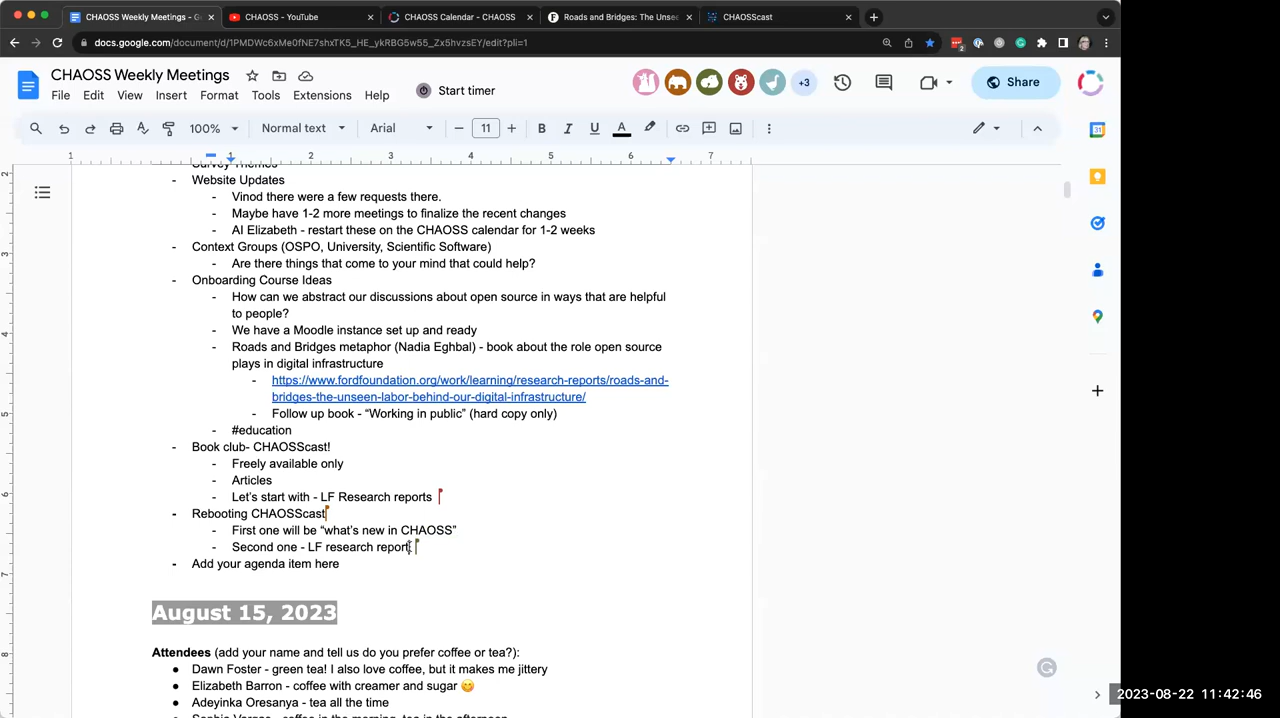 CHAOSS Weekly Meetings - G
CHAOSS - YouTube
CHAOSS Calendar - CHAOSS
Roads and Bridges: The Unsee
CHAOSScast
docs.google.com/document/d/1PMDWc6xMe0fNE7shxTK5_HE_ykRBG5w55_Zx5hvzsEY/edit?pli=1
CHAOSS Weekly Meetings
File Edit View Insert Format Tools Extensions Help
Start timer
+3
Share
100%
Normal text
Arial
11
1 1 2 3 4 5 6 7
Survey Themes
- Website Updates
- Vinod there were a few requests there.
- Maybe have 1-2 more meetings to finalize the recent changes
- AI Elizabeth - restart these on the CHAOSS calendar for 1-2 weeks
- Context Groups (OSPO, University, Scientific Software)
- Are there things that come to your mind that could help?
- Onboarding Course Ideas
- How can we abstract our discussions about open source in ways that are helpful
to people?
- We have a Moodle instance set up and ready
- Roads and Bridges metaphor (Nadia Eghbal) - book about the role open source
plays in digital infrastructure
- https://www.fordfoundation.org/work/learning/research-reports/roads-and-
bridges-the-unseen-labor-behind-our-digital-infrastructure/
- Follow up book - “Working in public” (hard copy only)
- #education
- Book club- CHAOSScast!
- Freely available only
- Articles
- Let’s start with - LF Research reports
- Rebooting CHAOSScast
- First one will be “what’s new in CHAOSS”
- Second one - LF research report
- Add your agenda item here
August 15, 2023
Attendees (add your name and tell us do you prefer coffee or tea?):
● Dawn Foster - green tea! I also love coffee, but it makes me jittery
● Elizabeth Barron - coffee with creamer and sugar 😋
● Adeyinka Oresanya - tea all the time
2023-08-22 11:42:46